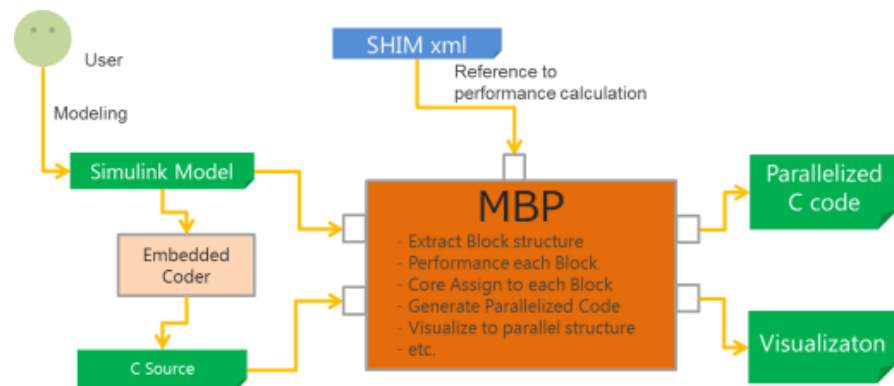 User
Modeling
SHIM xml
Reference to
performance calculation
Simulink Model
Embedded
Coder
C Source
MBP
- Extract Block structure
- Performance each Block
- Core Assign to each Block
- Generate Parallelized Code
- Visualize to parallel structure
- etc.
Parallelized
C code
Visualizaton